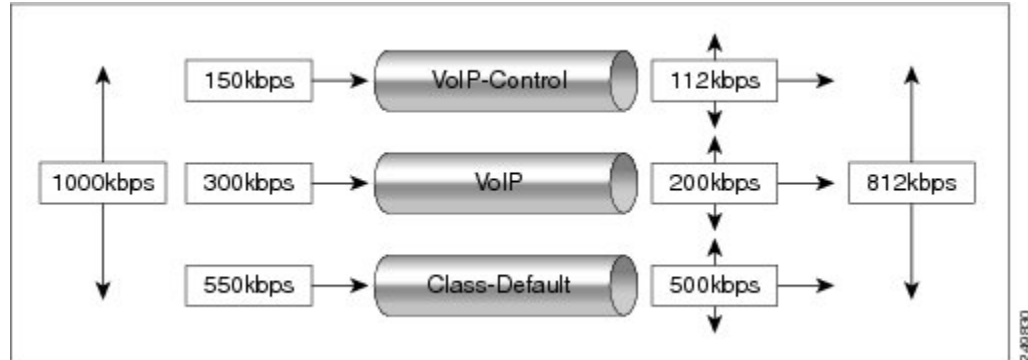 150kbps
VoIP-Control
112kbps
1000kbps
300kbps
VoIP
200kbps
812kbps
550kbps
Class-Default
500kbps